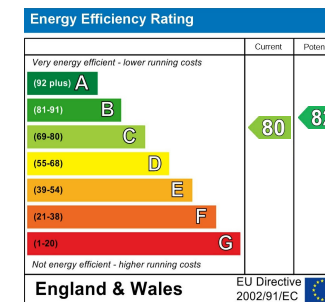 Energy Efficiency Rating
Current
Very energy efficient - lower running costs
(92 plus) A
(81-91) B
(69-80) C
80
(55-68) D
(39-54) E
(21-38) F
(1-20) G
Not energy efficient - higher running costs
England & Wales
EU Directive
2002/91/EC